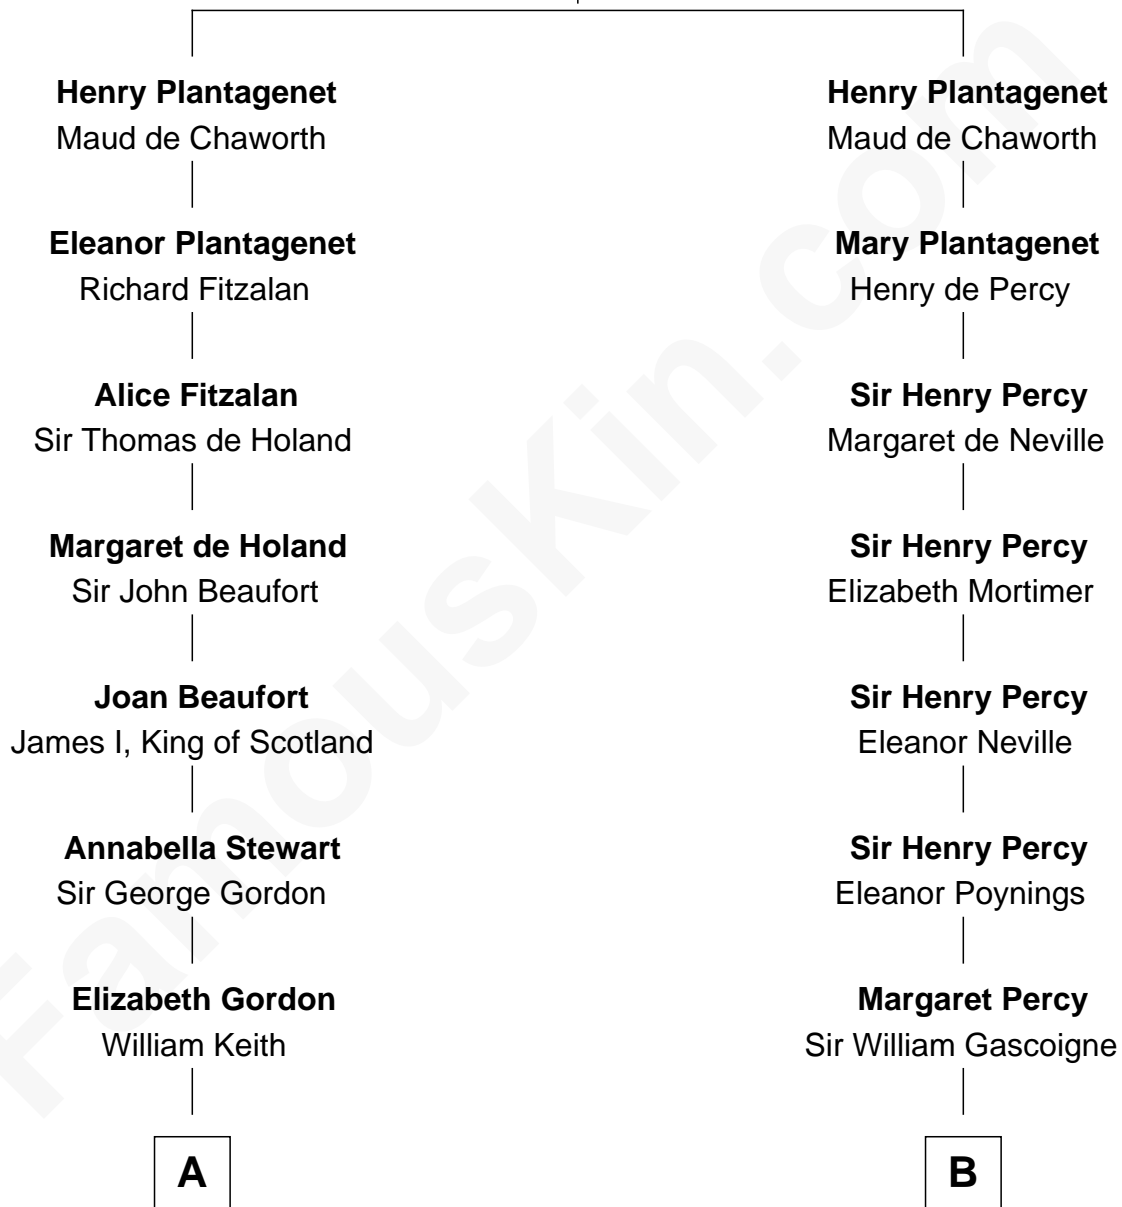 Henry Plantagenet
Maud de Chaworth
Eleanor Plantagenet
Richard Fitzalan
Alice Fitzalan
Sir Thomas de Holand
Margaret de Holand
Sir John Beaufort
Joan Beaufort
James I, King of Scotland
Annabella Stewart
Sir George Gordon
Elizabeth Gordon
William Keith
A
Henry Plantagenet
Maud de Chaworth
Mary Plantagenet
Henry de Percy
Sir Henry Percy
Margaret de Neville
Sir Henry Percy
Elizabeth Mortimer
Sir Henry Percy
Eleanor Neville
Sir Henry Percy
Eleanor Poynings
Margaret Percy
Sir William Gascoigne
B
FamousKin.com